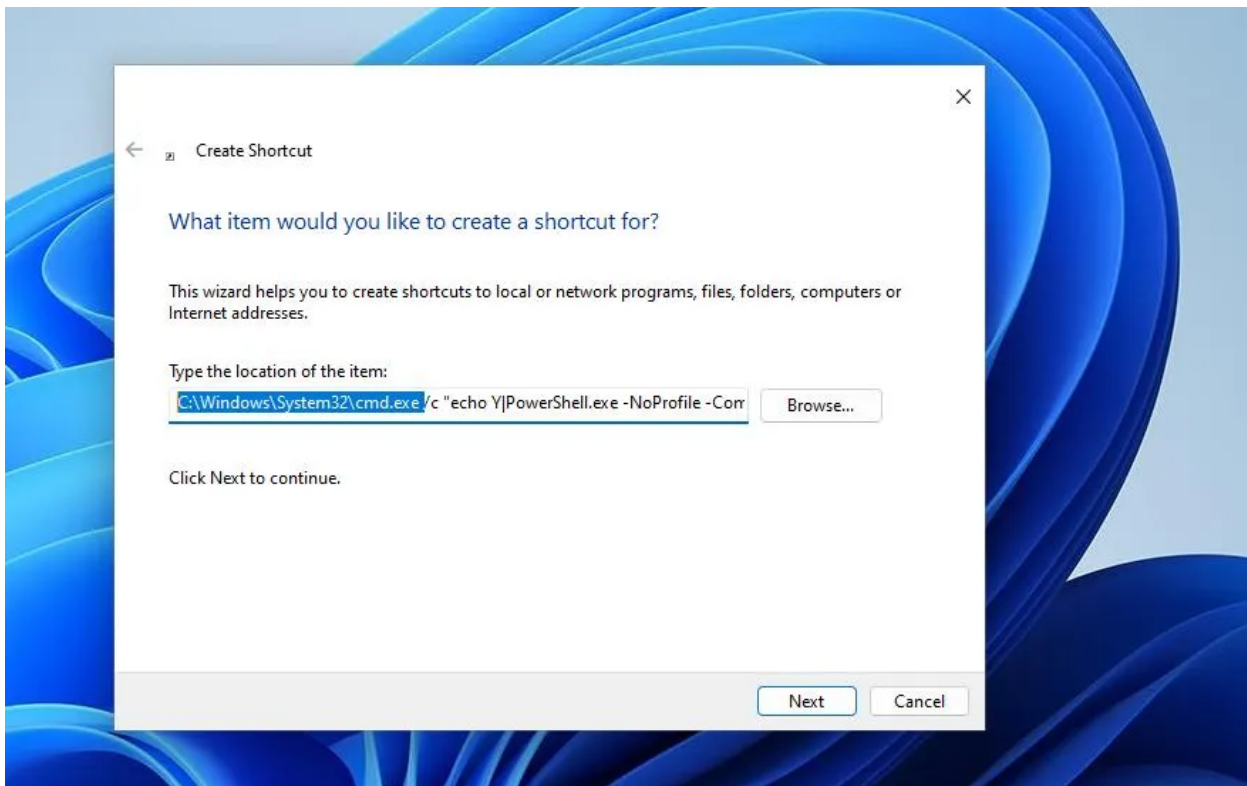 Create Shortcut
What item would you like to create a shortcut for?
This wizard helps you to create shortcuts to local or network programs, files, folders, computers or
Internet addresses.
Type the location of the item:
C:\Windows\System32\cmd.exe /c "echo Y|PowerShell.exe -NoProfile -Com
Browse...
Click Next to continue.
Next
Cancel